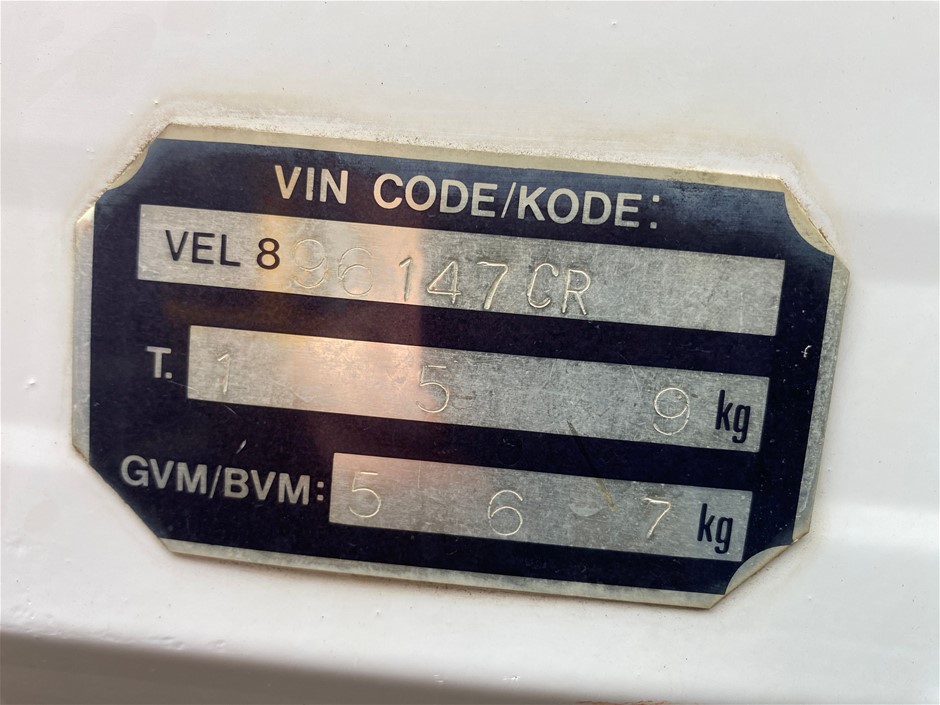 VIN CODE/KODE:
VEL 896147CR
T. 1 5 9 kg
GVM/BVM: 5 6 7 kg